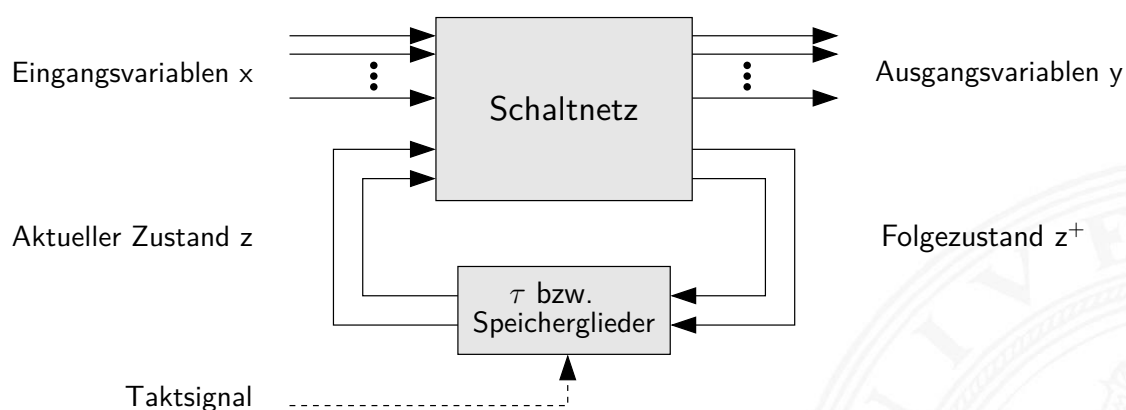 Eingangsvariablen x
Schaltnetz
Ausgangsvariablen y
Aktueller Zustand z
Folgezustand z⁺
τ bzw.
Speicherglieder
Taktsignal